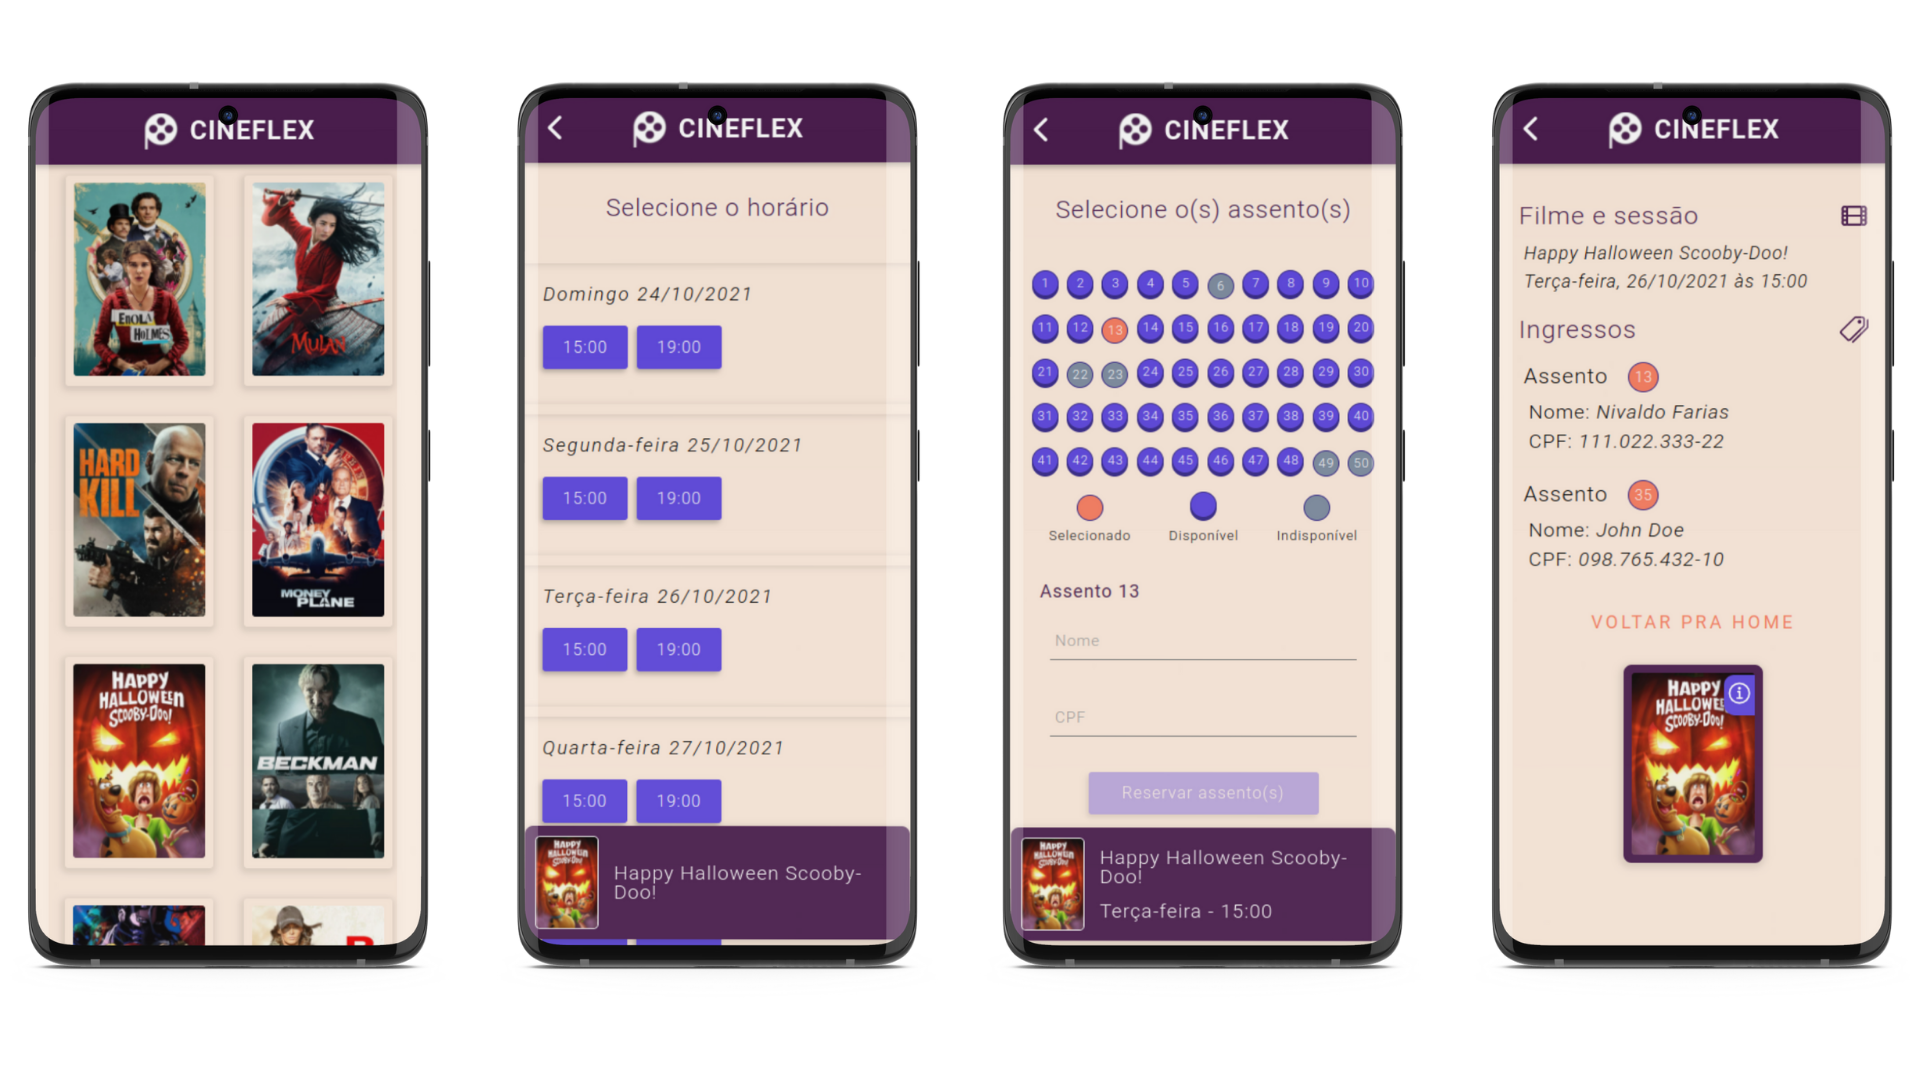 CINEFLEX
ENOLA
HOLMES
MULAN
HARD
KILL
MONEY
PLANE
HAPPY
HALLOWEEN
SCOOBY-DOO!
BECKMAN
CINEFLEX
Selecione o horário
Domingo 24/10/2021
15:00 19:00
Segunda-feira 25/10/2021
15:00 19:00
Terça-feira 26/10/2021
15:00 19:00
Quarta-feira 27/10/2021
15:00 19:00
HAPPY
HALLOWEEN
SCOOBY-DOO!
Happy Halloween Scooby-
Doo!
CINEFLEX
Selecione o(s) assento(s)
1 2 3 4 5 6 7 8 9 10
11 12 13 14 15 16 17 18 19 20
21 22 23 24 25 26 27 28 29 30
31 32 33 34 35 36 37 38 39 40
41 42 43 44 45 46 47 48 49 50
Selecionado Disponível Indisponível
Assento 13
Nome
CPF
Reservar assento(s)
HAPPY
HALLOWEEN
SCOOBY-DOO!
Happy Halloween Scooby-
Doo!
Terça-feira - 15:00
CINEFLEX
Filme e sessão
Happy Halloween Scooby-Doo!
Terça-feira, 26/10/2021 às 15:00
Ingressos
Assento 13
Nome: Nivaldo Farias
CPF: 111.022.333-22
Assento 35
Nome: John Doe
CPF: 098.765.432-10
VOLTAR PRA HOME
HAPPY
HALLOWE
SCOOBY-DOO!